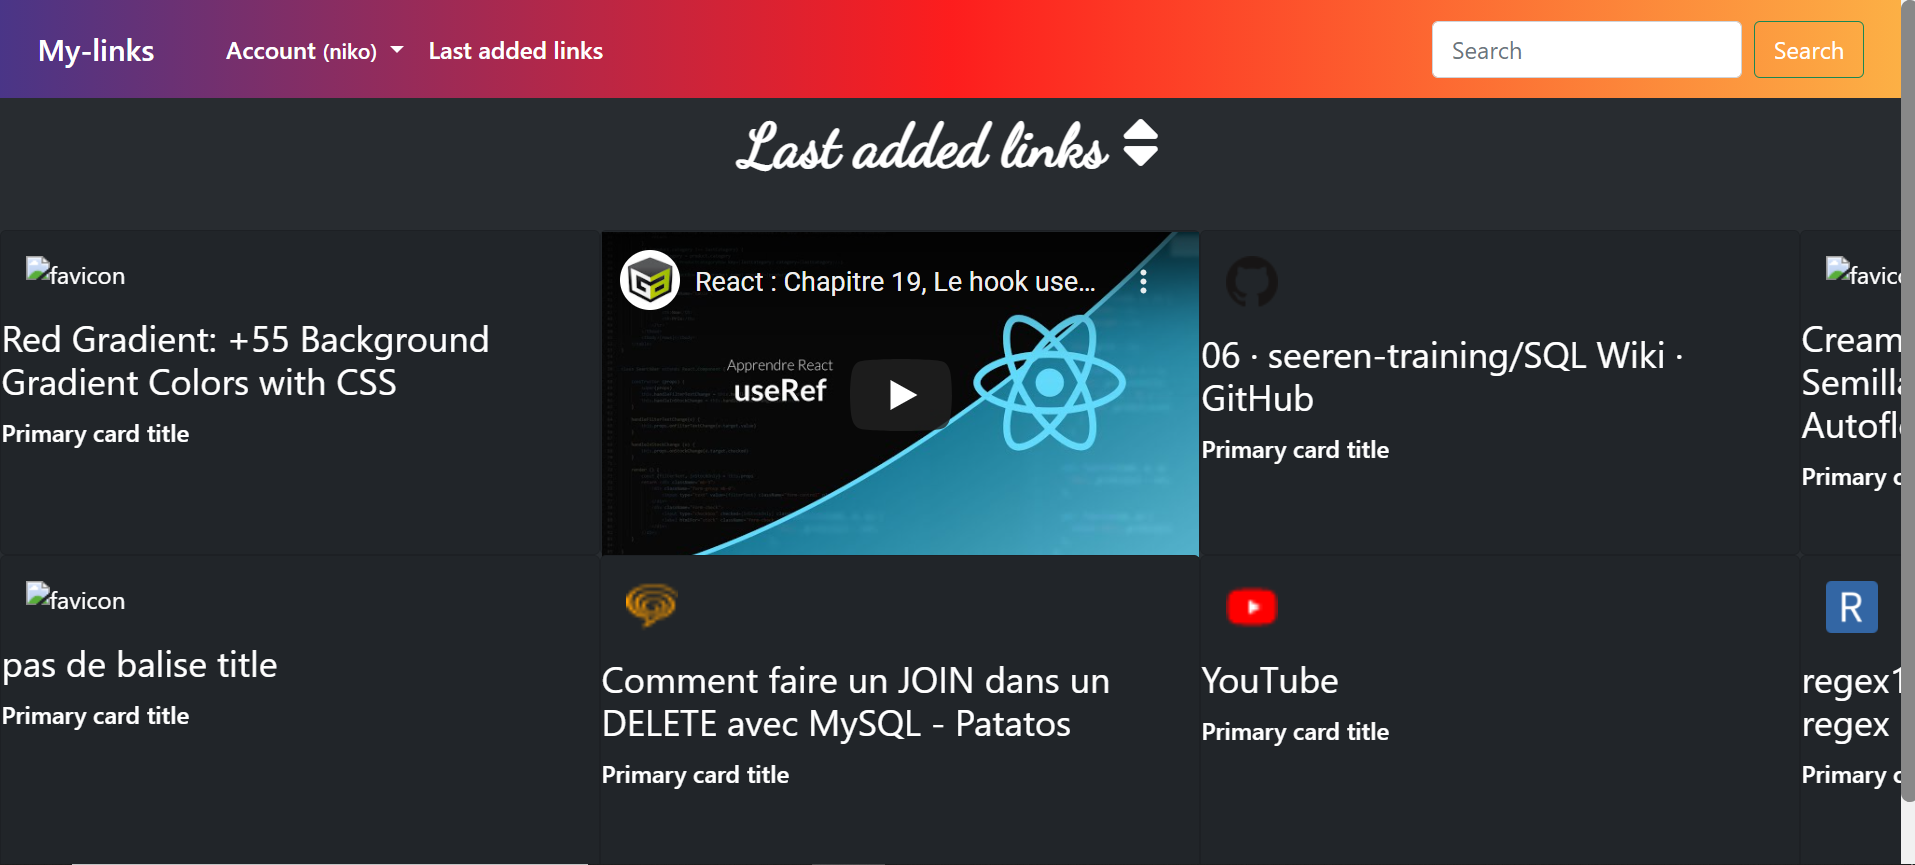 My-links Account (niko) Last added links Search Search
Last added links
favicon
Red Gradient: +55 Background
Gradient Colors with CSS
Primary card title
React : Chapitre 19, Le hook use...
Apprendre React
useRef
06 · seeren-training/SQL Wiki ·
GitHub
Primary card title
favic
Cream
Semilla
Autofl
Primary c
favicon
pas de balise title
Primary card title
Comment faire un JOIN dans un
DELETE avec MySQL - Patatos
Primary card title
YouTube
Primary card title
R
regex1
regex
Primary c